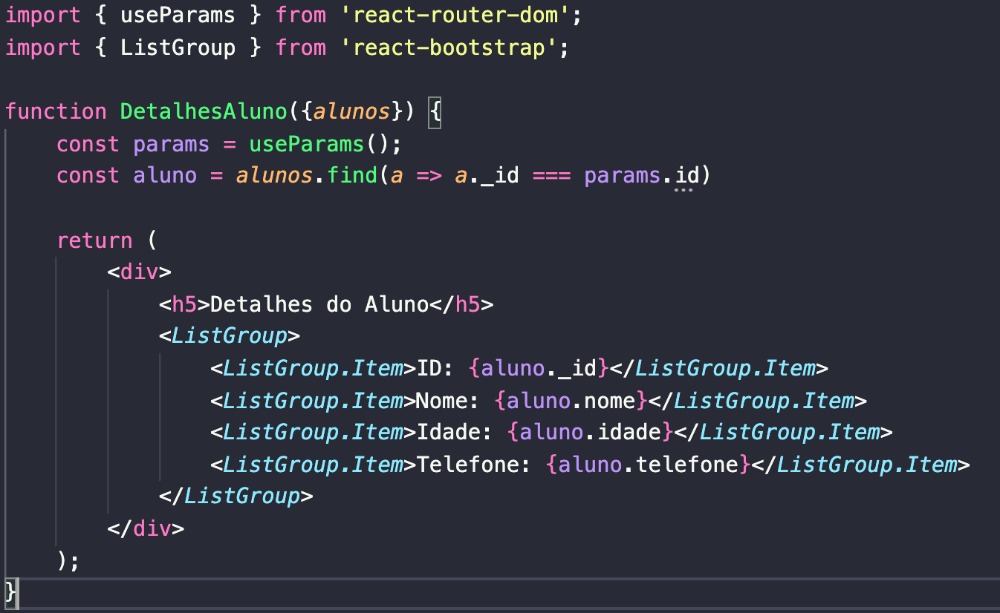 import { useParams } from 'react-router-dom';
import { ListGroup } from 'react-bootstrap';

function DetalhesAluno({alunos}) {
    const params = useParams();
    const aluno = alunos.find(a => a._id === params.id)

    return (
        <div>
            <h5>Detalhes do Aluno</h5>
            <ListGroup>
                <ListGroup.Item>ID: {aluno._id}</ListGroup.Item>
                <ListGroup.Item>Nome: {aluno.nome}</ListGroup.Item>
                <ListGroup.Item>Idade: {aluno.idade}</ListGroup.Item>
                <ListGroup.Item>Telefone: {aluno.telefone}</ListGroup.Item>
            </ListGroup>
        </div>
    );
}